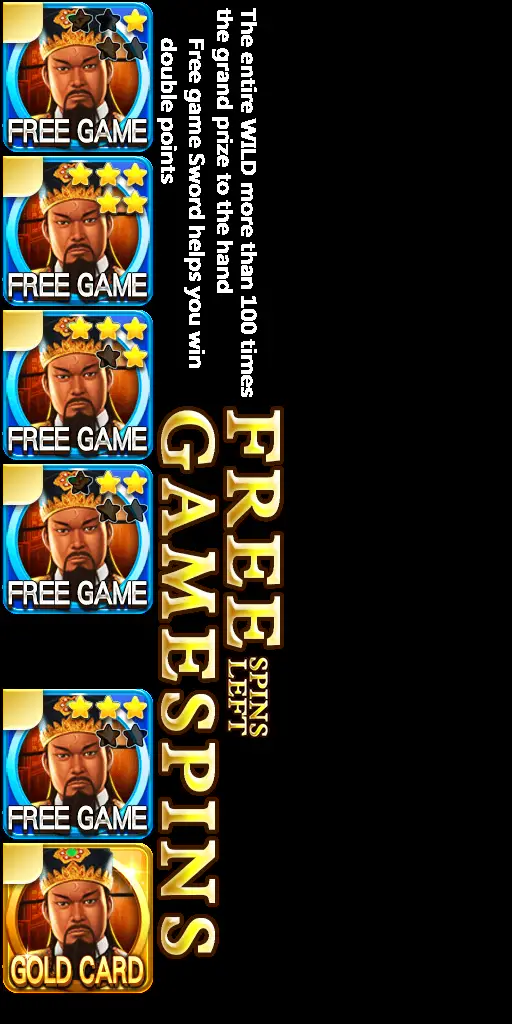 FREE GAME
FREE GAME
FREE GAME
FREE GAME
FREE GAME
GOLD CARD
The entire WILD more than 100 times
the grand prize to the hand
Free game Sword helps you win
double points
FREE
SPINS
LEFT
GAME SPINS